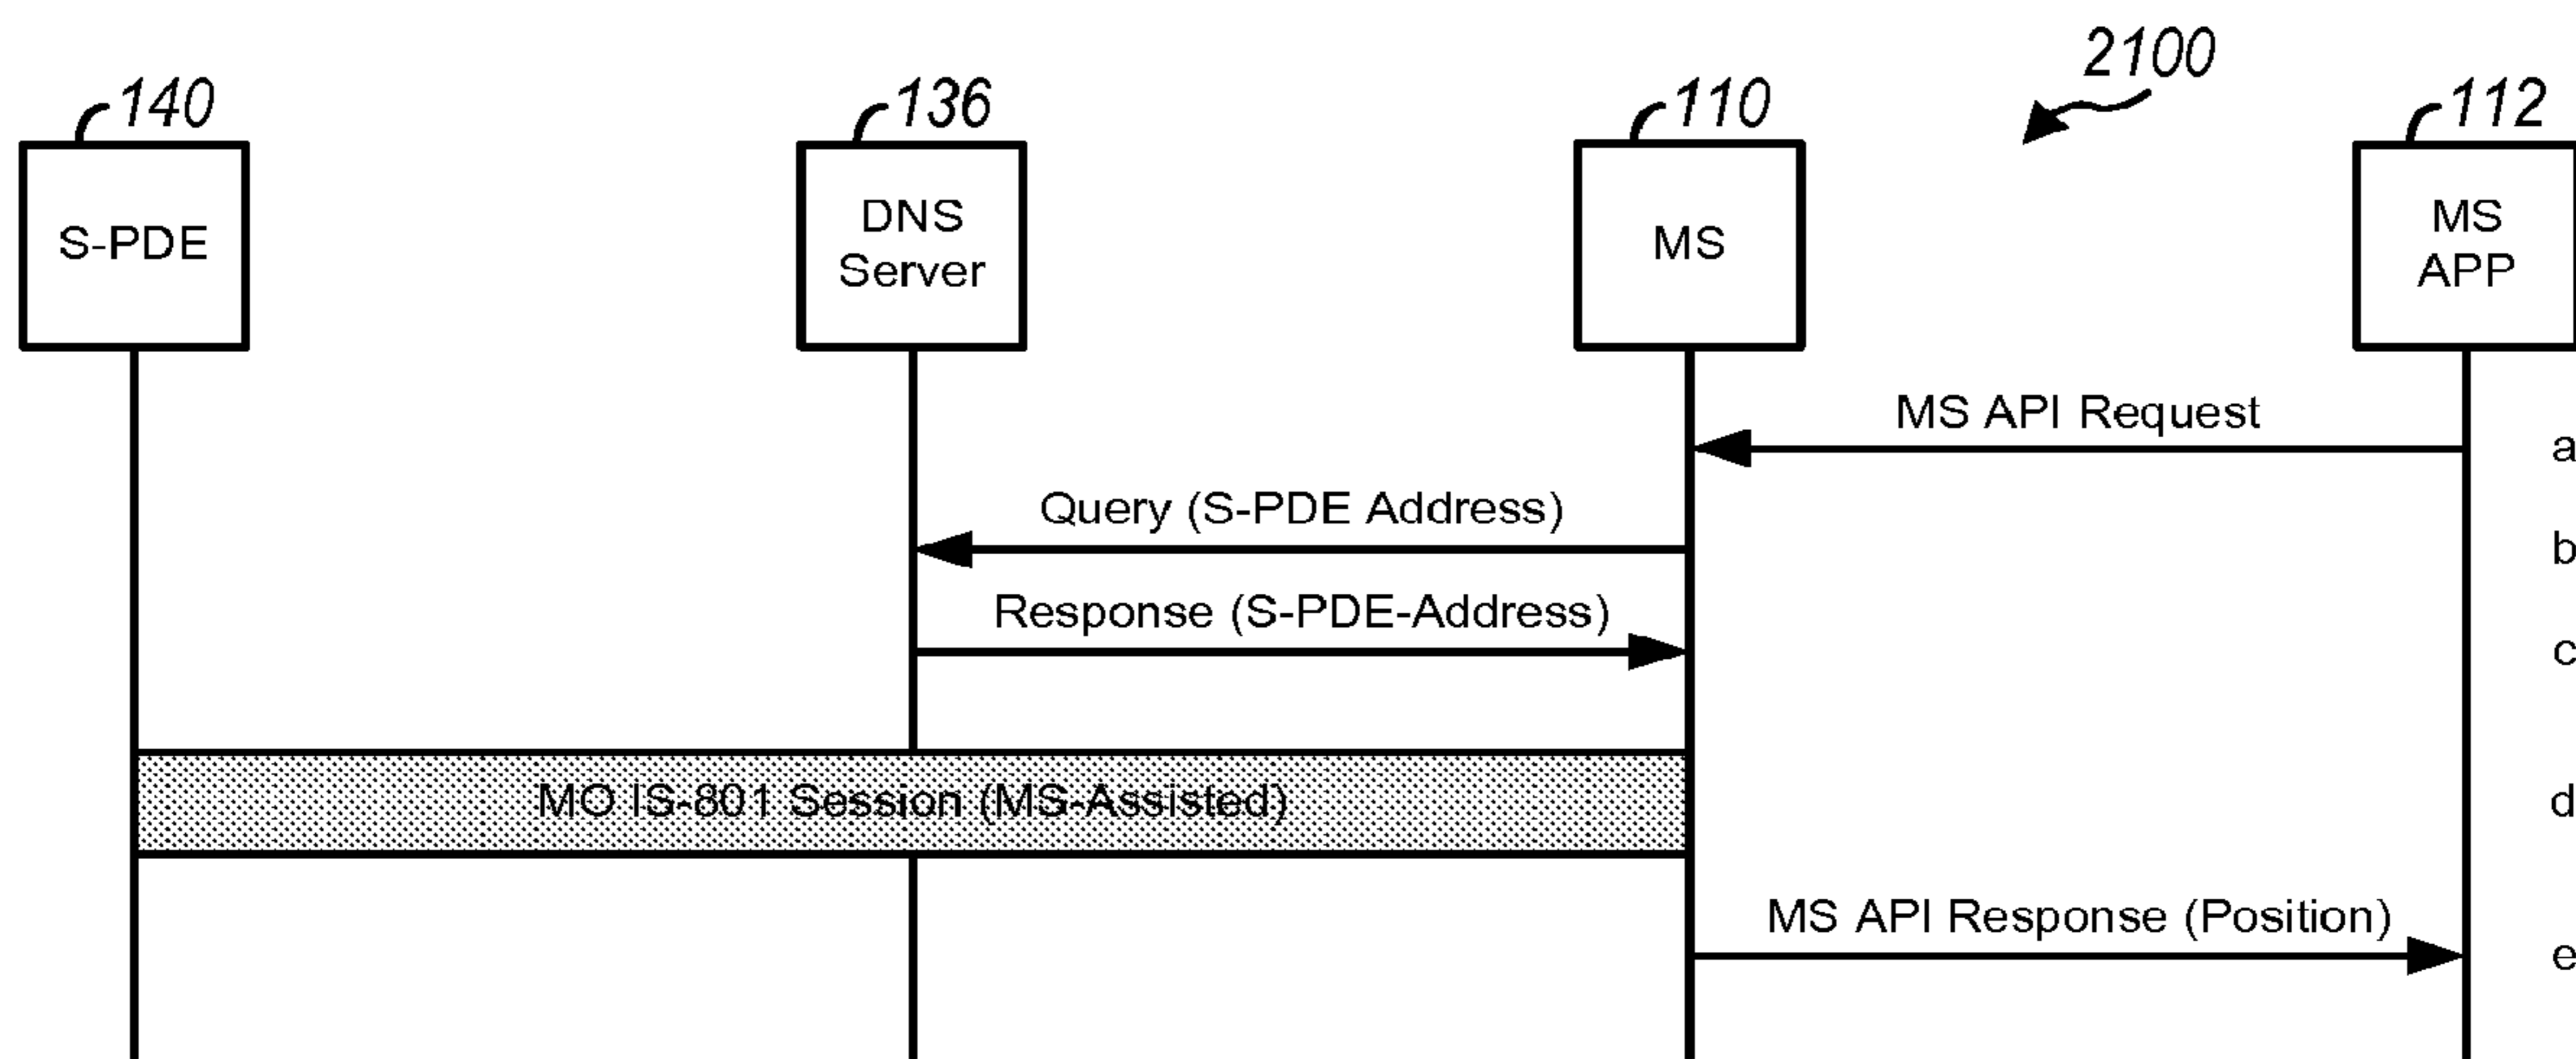 2100
140
136
110
112
S-PDE
DNS
Server
MS
MS
APP
MS API Request
a
Query (S-PDE Address)
b
Response (S-PDE-Address)
c
MO IS-801 Session (MS-Assisted)
d
MS API Response (Position)
e